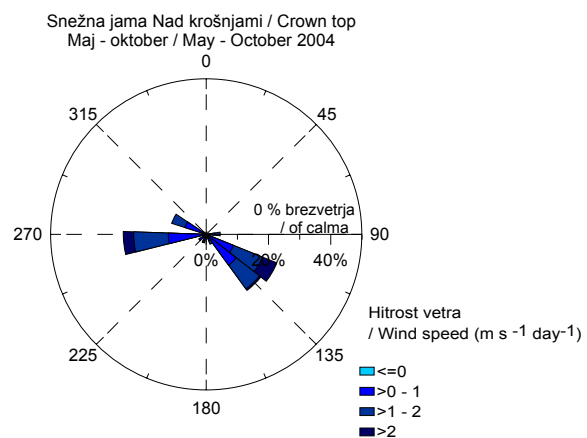 Snežna jama Nad krošnjami / Crown top
Maj - oktober / May - October 2004
0
315
45
0 % brezvetrja
/ of calma
270
90
0% 20% 40%
Hitrost vetra
/ Wind speed (m s -1 day-1)
225
135
<=0
180
>0 - 1
>1 - 2
>2